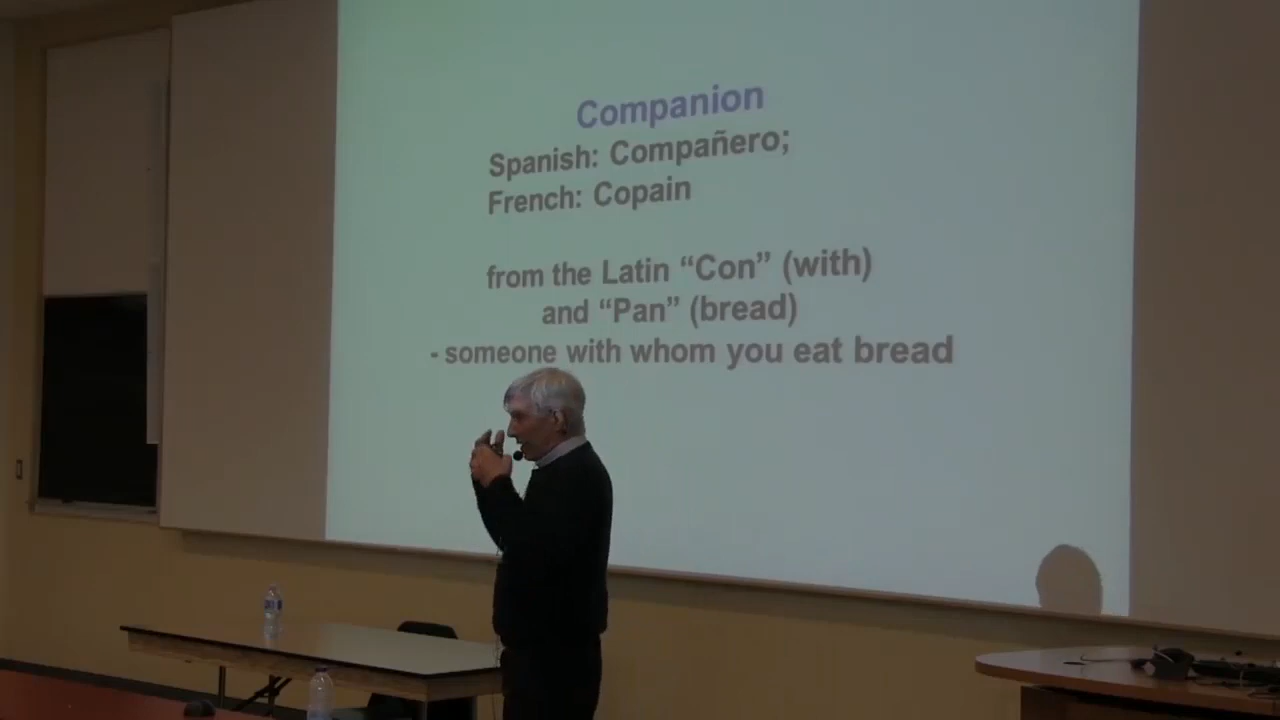 Companion
Spanish: Compañero;
French: Copain
from the Latin “Con” (with)
and “Pan” (bread)
- someone with whom you eat bread